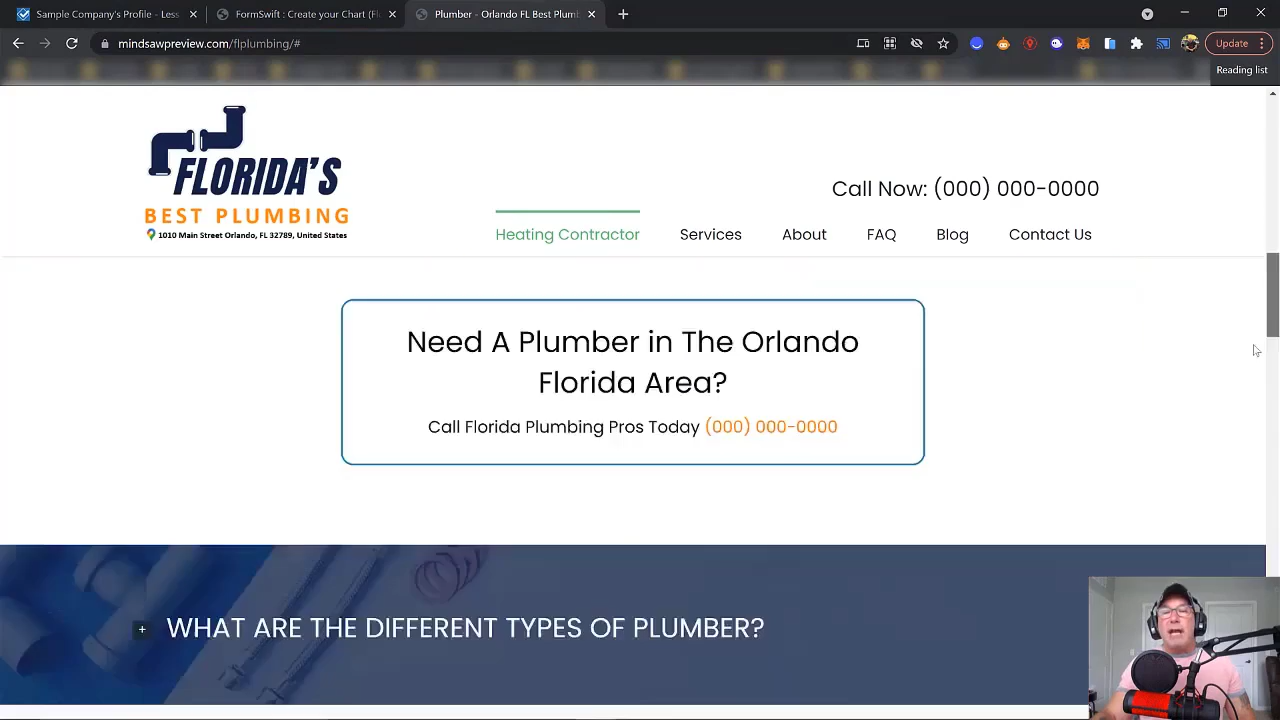 Sample Company's Profile - Less
FormSwift : Create your Chart (Fl
Plumber - Orlando FL Best Plumb
mindsawpreview.com/flplumbing/#
Update
Reading list
FLORIDA'S
BEST PLUMBING
1010 Main Street Orlando, FL 32789, United States
Call Now: (000) 000-0000
Heating Contractor
Services
About
FAQ
Blog
Contact Us
Need A Plumber in The Orlando
Florida Area?
Call Florida Plumbing Pros Today (000) 000-0000
+ WHAT ARE THE DIFFERENT TYPES OF PLUMBER?